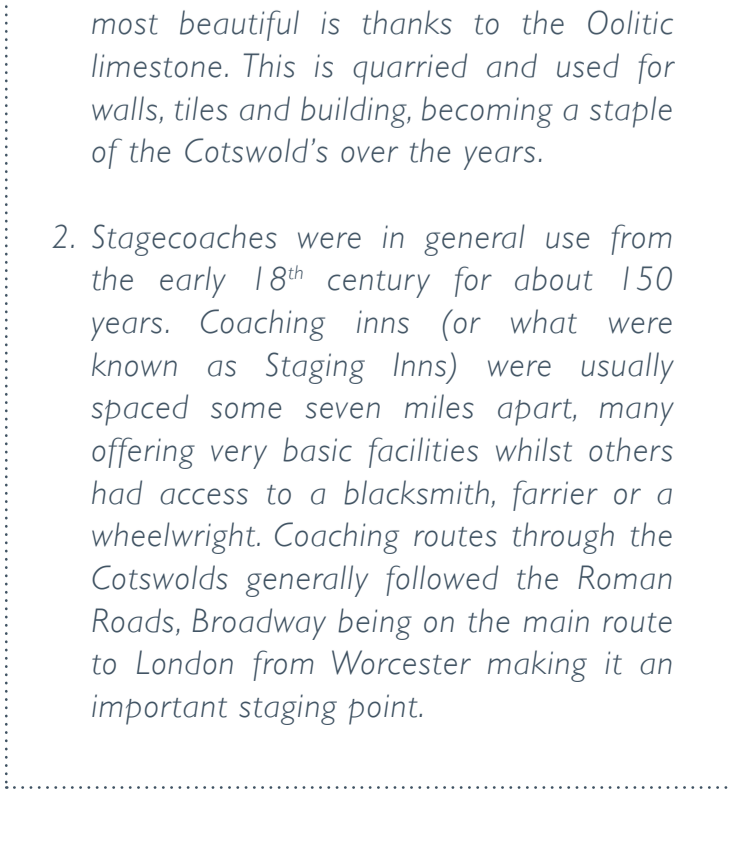 most beautiful is thanks to the Oolitic
limestone. This is quarried and used for
walls, tiles and building, becoming a staple
of the Cotswold’s over the years.
2. Stagecoaches were in general use from
the early 18th century for about 150
years. Coaching inns (or what were
known as Staging Inns) were usually
spaced some seven miles apart, many
offering very basic facilities whilst others
had access to a blacksmith, farrier or a
wheelwright. Coaching routes through the
Cotswolds generally followed the Roman
Roads, Broadway being on the main route
to London from Worcester making it an
important staging point.